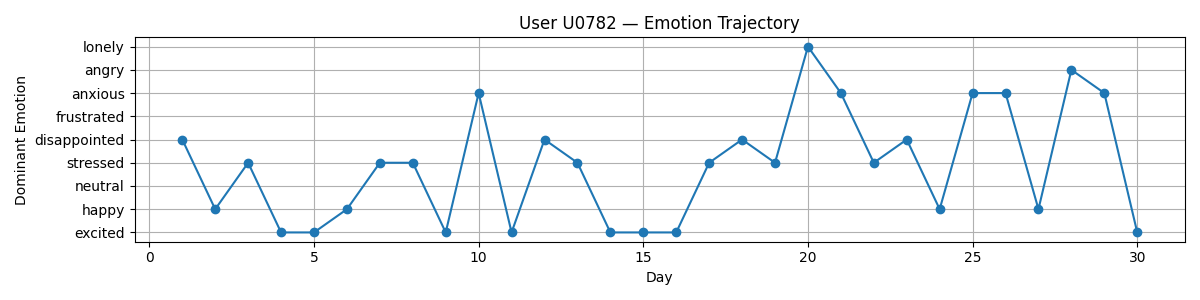 User U0782 — Emotion Trajectory
Dominant Emotion
lonely
angry
anxious
frustrated
disappointed
stressed
neutral
happy
excited
0 5 10 15 20 25 30
Day